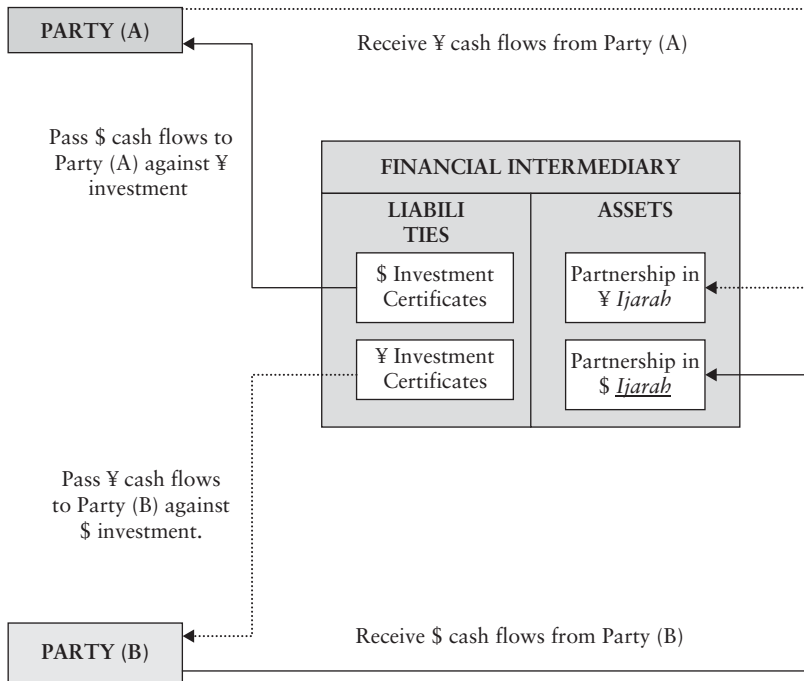 PARTY (A)
Receive ¥ cash flows from Party (A)
Pass $ cash flows to
Party (A) against ¥
investment
FINANCIAL INTERMEDIARY
LIABILI
TIES
ASSETS
$ Investment
Certificates
Partnership in
¥ Ijarah
¥ Investment
Certificates
Partnership in
$ Ijarah
Pass ¥ cash flows
to Party (B) against
$ investment.
PARTY (B)
Receive $ cash flows from Party (B)